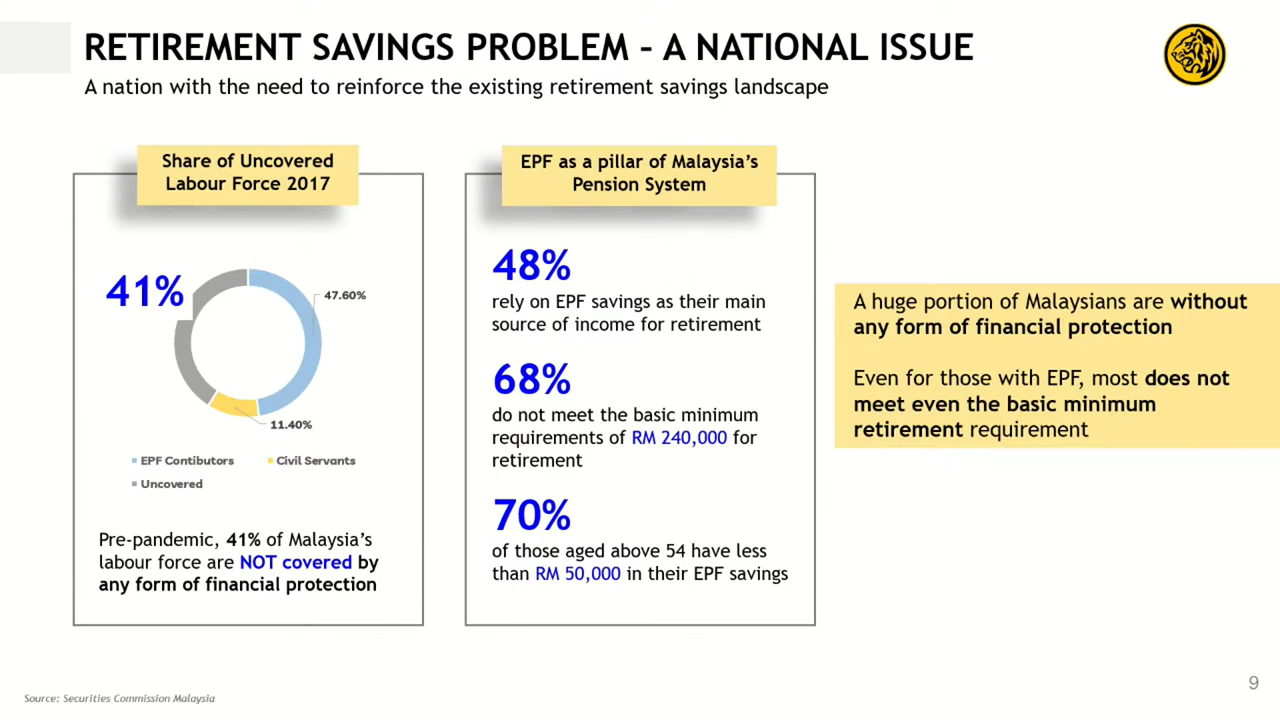 RETIREMENT SAVINGS PROBLEM – A NATIONAL ISSUE
A nation with the need to reinforce the existing retirement savings landscape
Share of Uncovered
Labour Force 2017
41%
47.60%
11.40%
EPF Contibutors
Civil Servants
Uncovered
Pre-pandemic, 41% of Malaysia's
labour force are NOT covered by
any form of financial protection
EPF as a pillar of Malaysia's
Pension System
48%
rely on EPF savings as their main
source of income for retirement
68%
do not meet the basic minimum
requirements of RM 240,000 for
retirement
70%
of those aged above 54 have less
than RM 50,000 in their EPF savings
A huge portion of Malaysians are without
any form of financial protection
Even for those with EPF, most does not
meet even the basic minimum
retirement requirement
Source: Securities Commission Malaysia
9